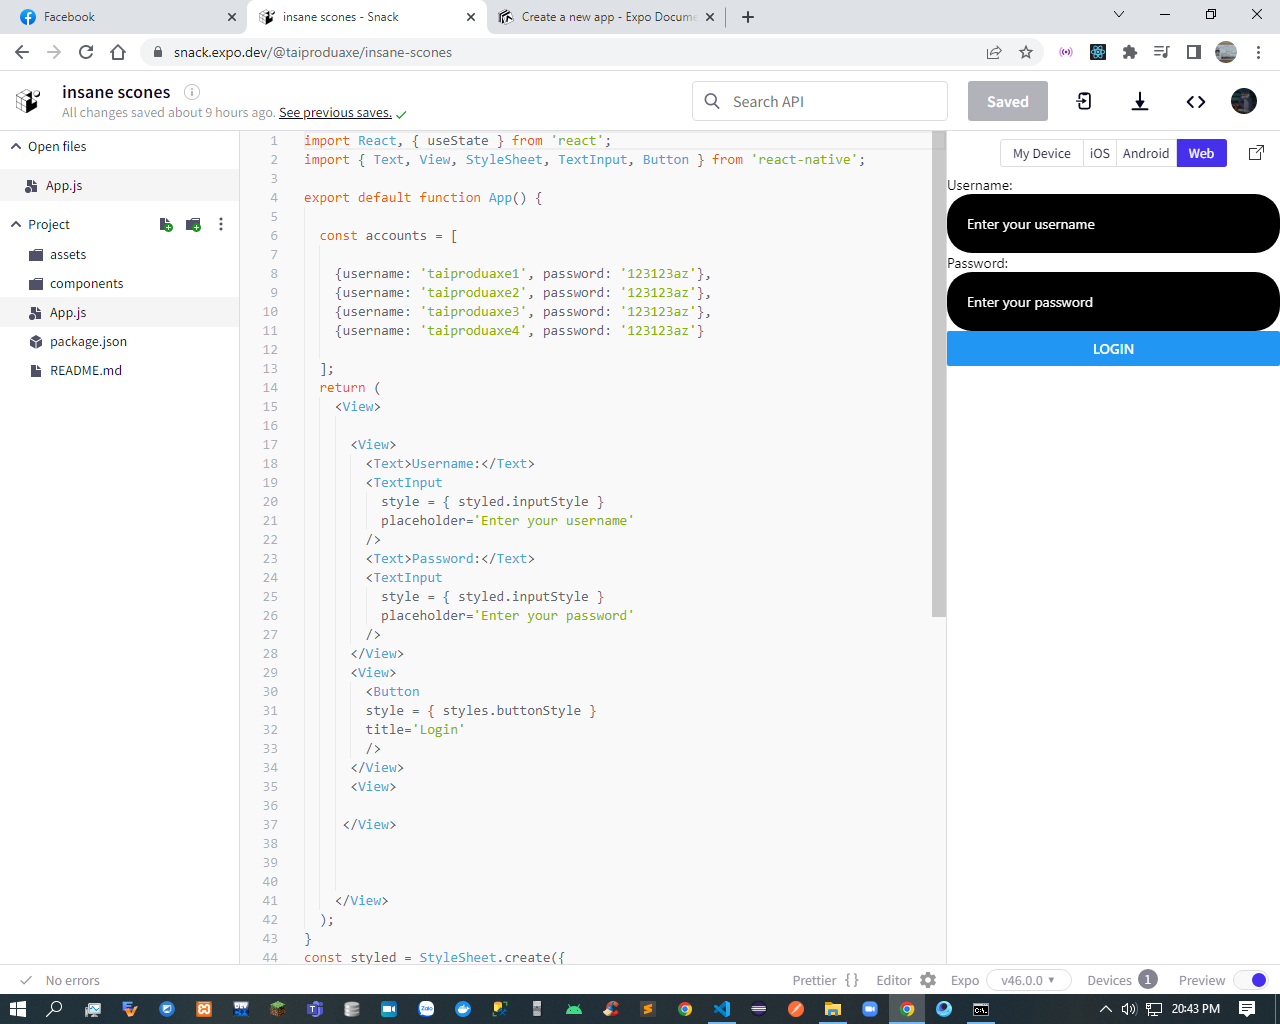 Facebook
insane scones - Snack
Create a new app - Expo Docume
snack.expo.dev/@taiproduaxe/insane-scones
insane scones
All changes saved about 9 hours ago. See previous saves.
Search API
Saved
Open files
App.js
Project
assets
components
App.js
package.json
README.md
1 import React, { useState } from 'react';
2 import { Text, View, StyleSheet, TextInput, Button } from 'react-native';
3
4 export default function App() {
5
6 const accounts = [
7
8 {username: 'taiproduaxe1', password: '123123az'},
9 {username: 'taiproduaxe2', password: '123123az'},
10 {username: 'taiproduaxe3', password: '123123az'},
11 {username: 'taiproduaxe4', password: '123123az'}
12
13 ];
14 return (
15 <View>
16
17 <View>
18 <Text>Username:</Text>
19 <TextInput
20 style = { styled.inputStyle }
21 placeholder='Enter your username'
22 />
23 <Text>Password:</Text>
24 <TextInput
25 style = { styled.inputStyle }
26 placeholder='Enter your password'
27 />
28 </View>
29 <View>
30 <Button
31 style = { styles.buttonStyle }
32 title='Login'
33 />
34 </View>
35 <View>
36
37 </View>
38
39
40
41 </View>
42 );
43 }
44 const styled = StyleSheet.create({
My Device
iOS
Android
Web
Username:
Enter your username
Password:
Enter your password
LOGIN
No errors
Prettier {}
Editor
Expo
v46.0.0
Devices 1
Preview
20:43 PM